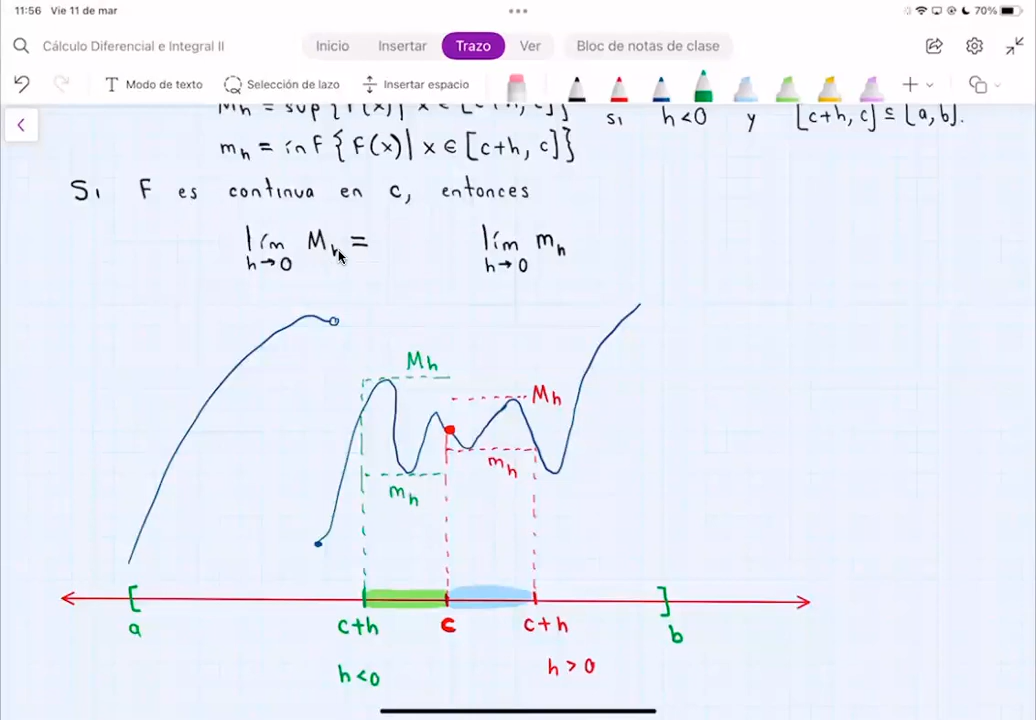 11:56 Vie 11 de mar
70%
Cálculo Diferencial e Integral II
Inicio Insertar Trazo Ver Bloc de notas de clase
Modo de texto Selección de lazo Insertar espacio
si h<0 y [c+h, c] ⊆ [a, b].
m_h = inf { f(x) | x ∈ [c+h, c] }
Si f es continua en c, entonces
lím M_h = lím m_h
h→0 h→0
M_h
M_h
m_h
m_h
a c+h c c+h b
h<0 h>0